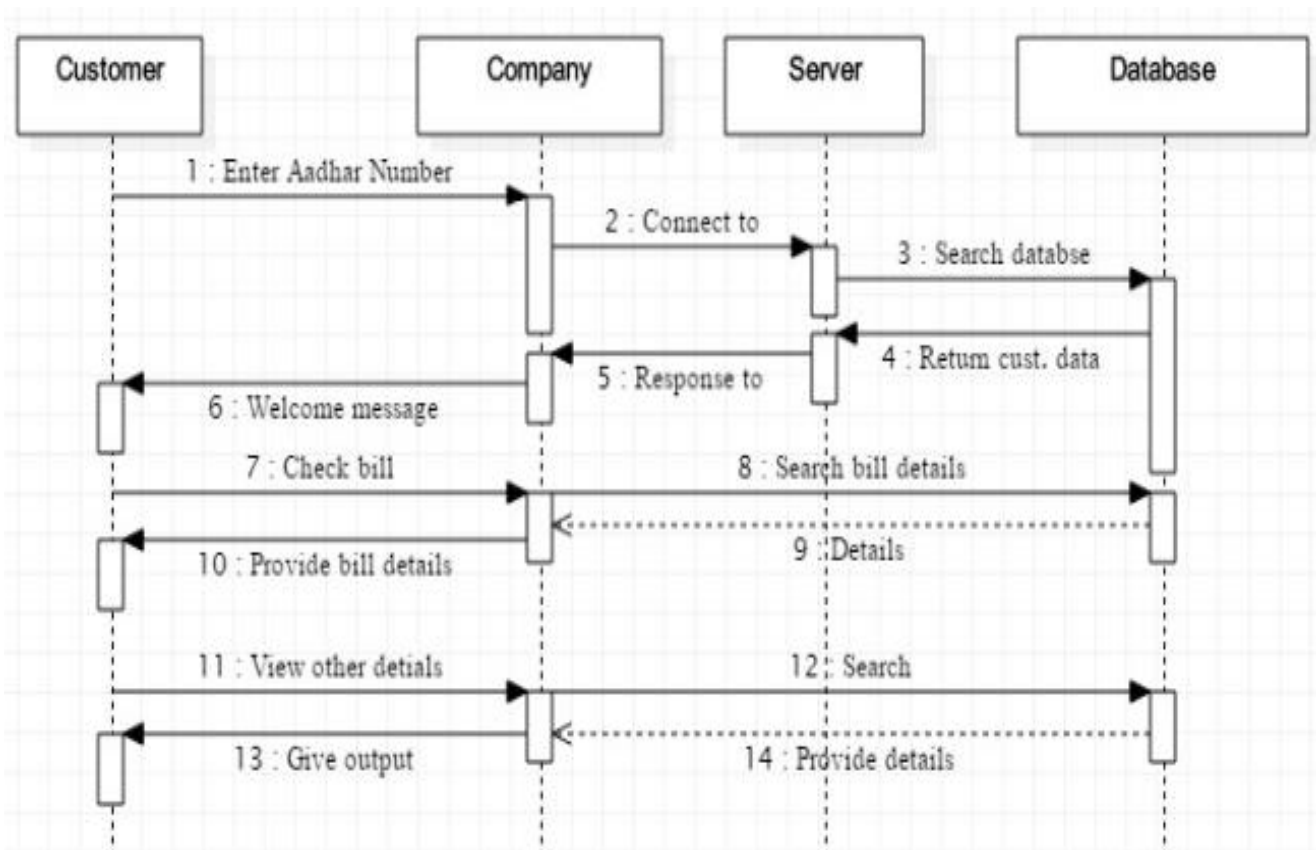 Customer
Company
Server
Database
1 : Enter Aadhar Number
2 : Connect to
3 : Search databse
4 : Return cust. data
5 : Response to
6 : Welcome message
7 : Check bill
8 : Search bill details
9 : Details
10 : Provide bill details
11 : View other detials
12 : Search
13 : Give output
14 : Provide details